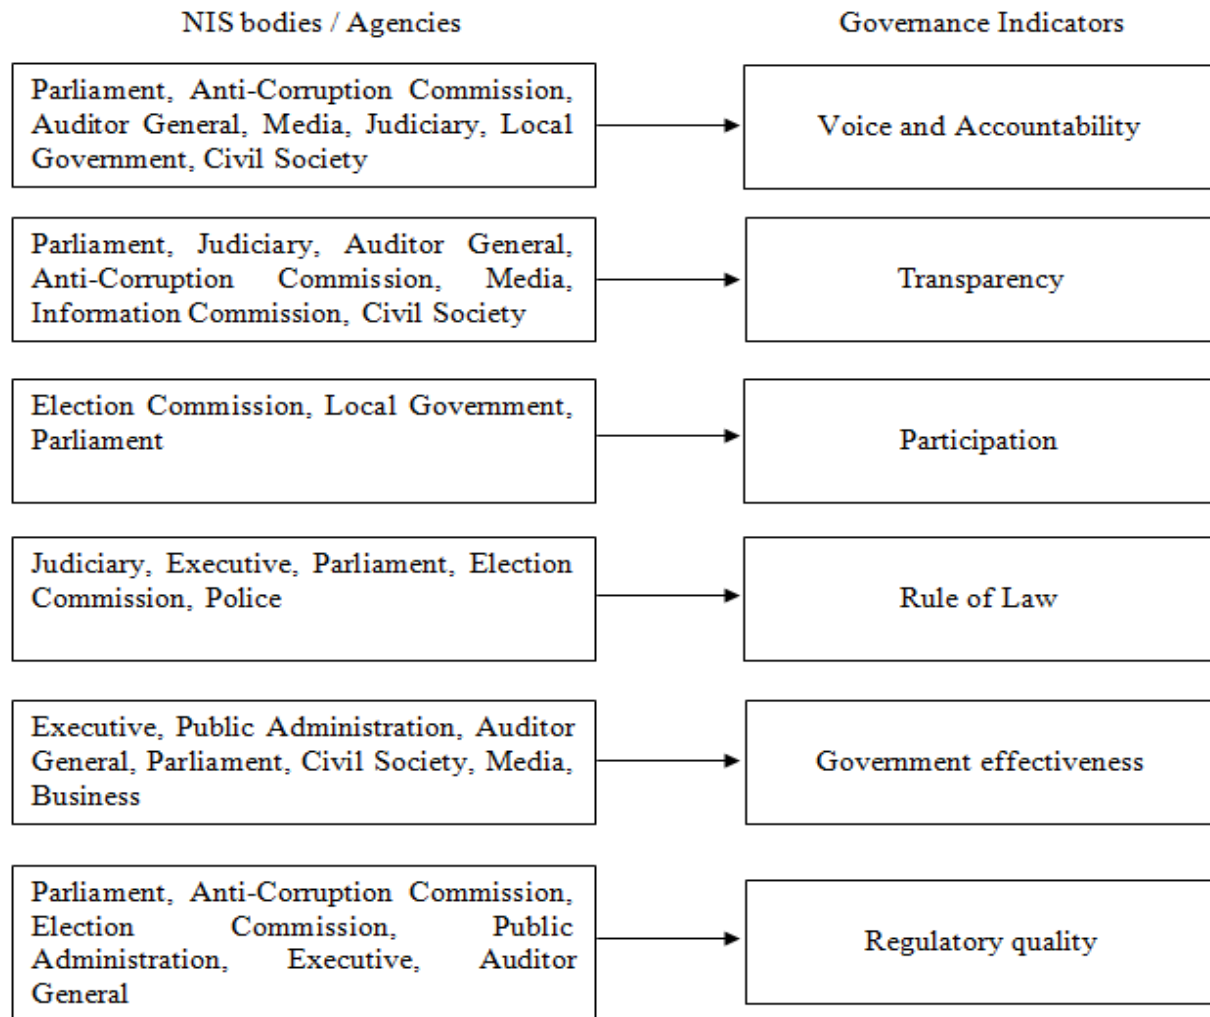 NIS bodies / Agencies
Governance Indicators
Parliament, Anti-Corruption Commission,
Auditor General, Media, Judiciary, Local
Government, Civil Society
Voice and Accountability
Parliament, Judiciary, Auditor General,
Anti-Corruption Commission, Media,
Information Commission, Civil Society
Transparency
Election Commission, Local Government,
Parliament
Participation
Judiciary, Executive, Parliament, Election
Commission, Police
Rule of Law
Executive, Public Administration, Auditor
General, Parliament, Civil Society, Media,
Business
Government effectiveness
Parliament, Anti-Corruption Commission,
Election Commission, Public
Administration, Executive, Auditor
General
Regulatory quality